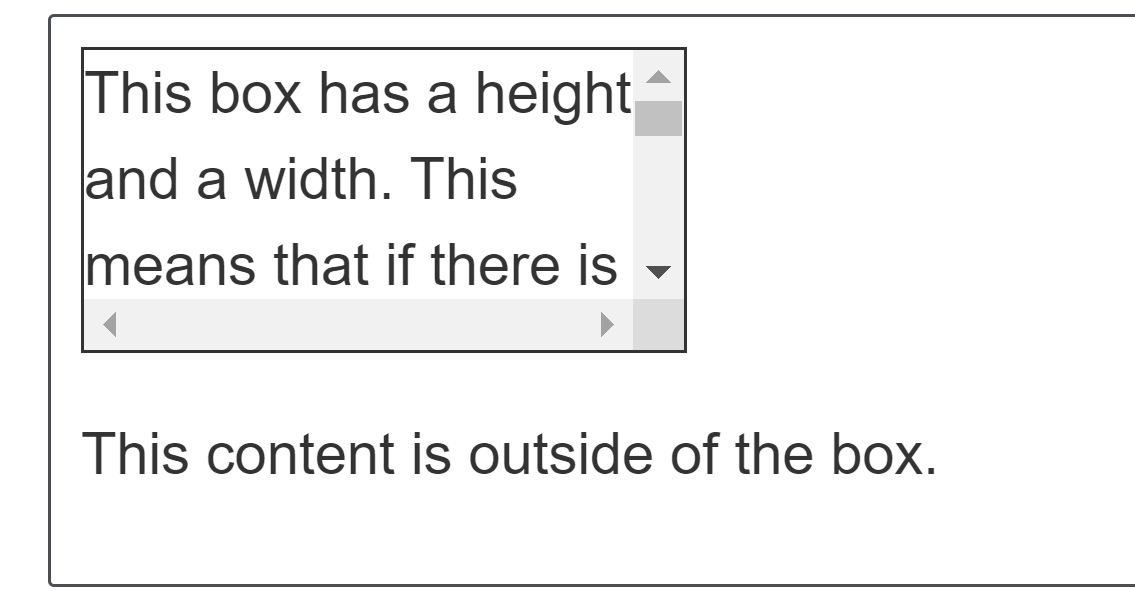 This box has a height
and a width. This
means that if there is
This content is outside of the box.